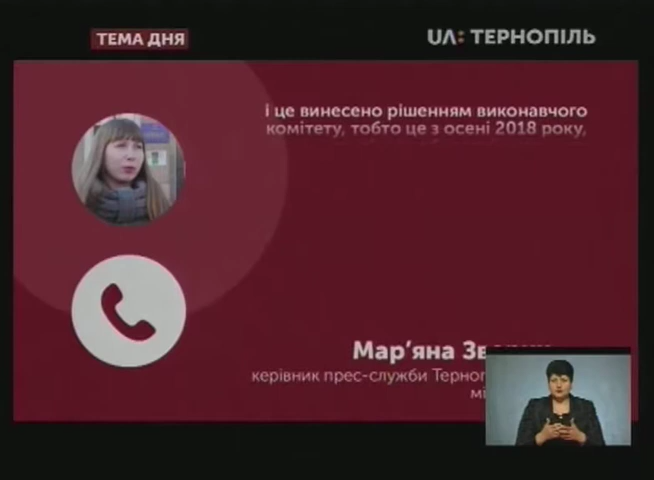 ТЕМА ДНЯ
UA: ТЕРНОПІЛЬ
І це винесено рішенням виконавчого
комітету, тобто це з осені 2018 року,
Мар’яна
керівник прес-служби